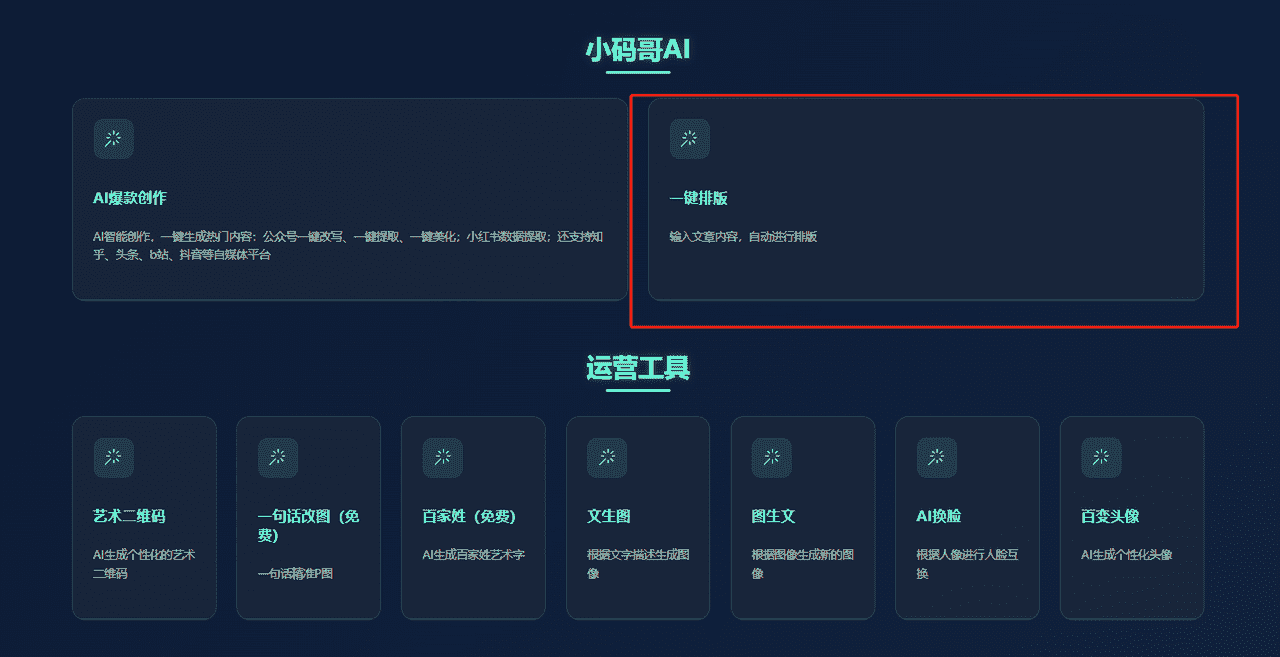 小码哥AI
AI爆款创作
AI智能创作，一键生成热门内容：公众号一键改写、一键提取、一键美化；小红书数据提取；还支持知
乎、头条、b站、抖音等自媒体平台
一键排版
输入文章内容，自动进行排版
运营工具
艺术二维码
AI生成个性化的艺术
二维码
一句话改图（免
费）
一句话精准P图
百家姓（免费）
AI生成百家姓艺术字
文生图
根据文字描述生成图
像
图生文
根据图像生成新的图
像
AI换脸
根据人像进行人脸互
换
百变头像
AI生成个性化头像